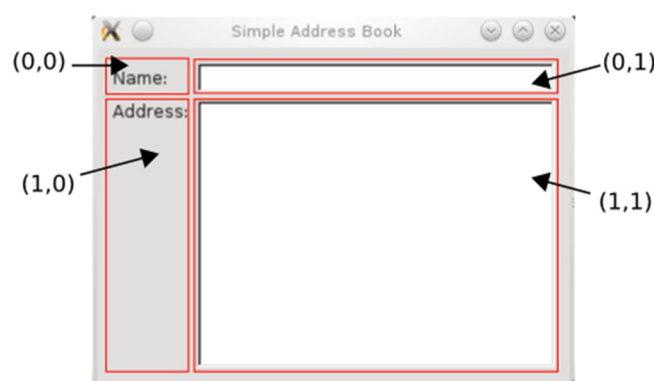 Simple Address Book
(0,0)
(0,1)
Name:
Address:
(1,0)
(1,1)